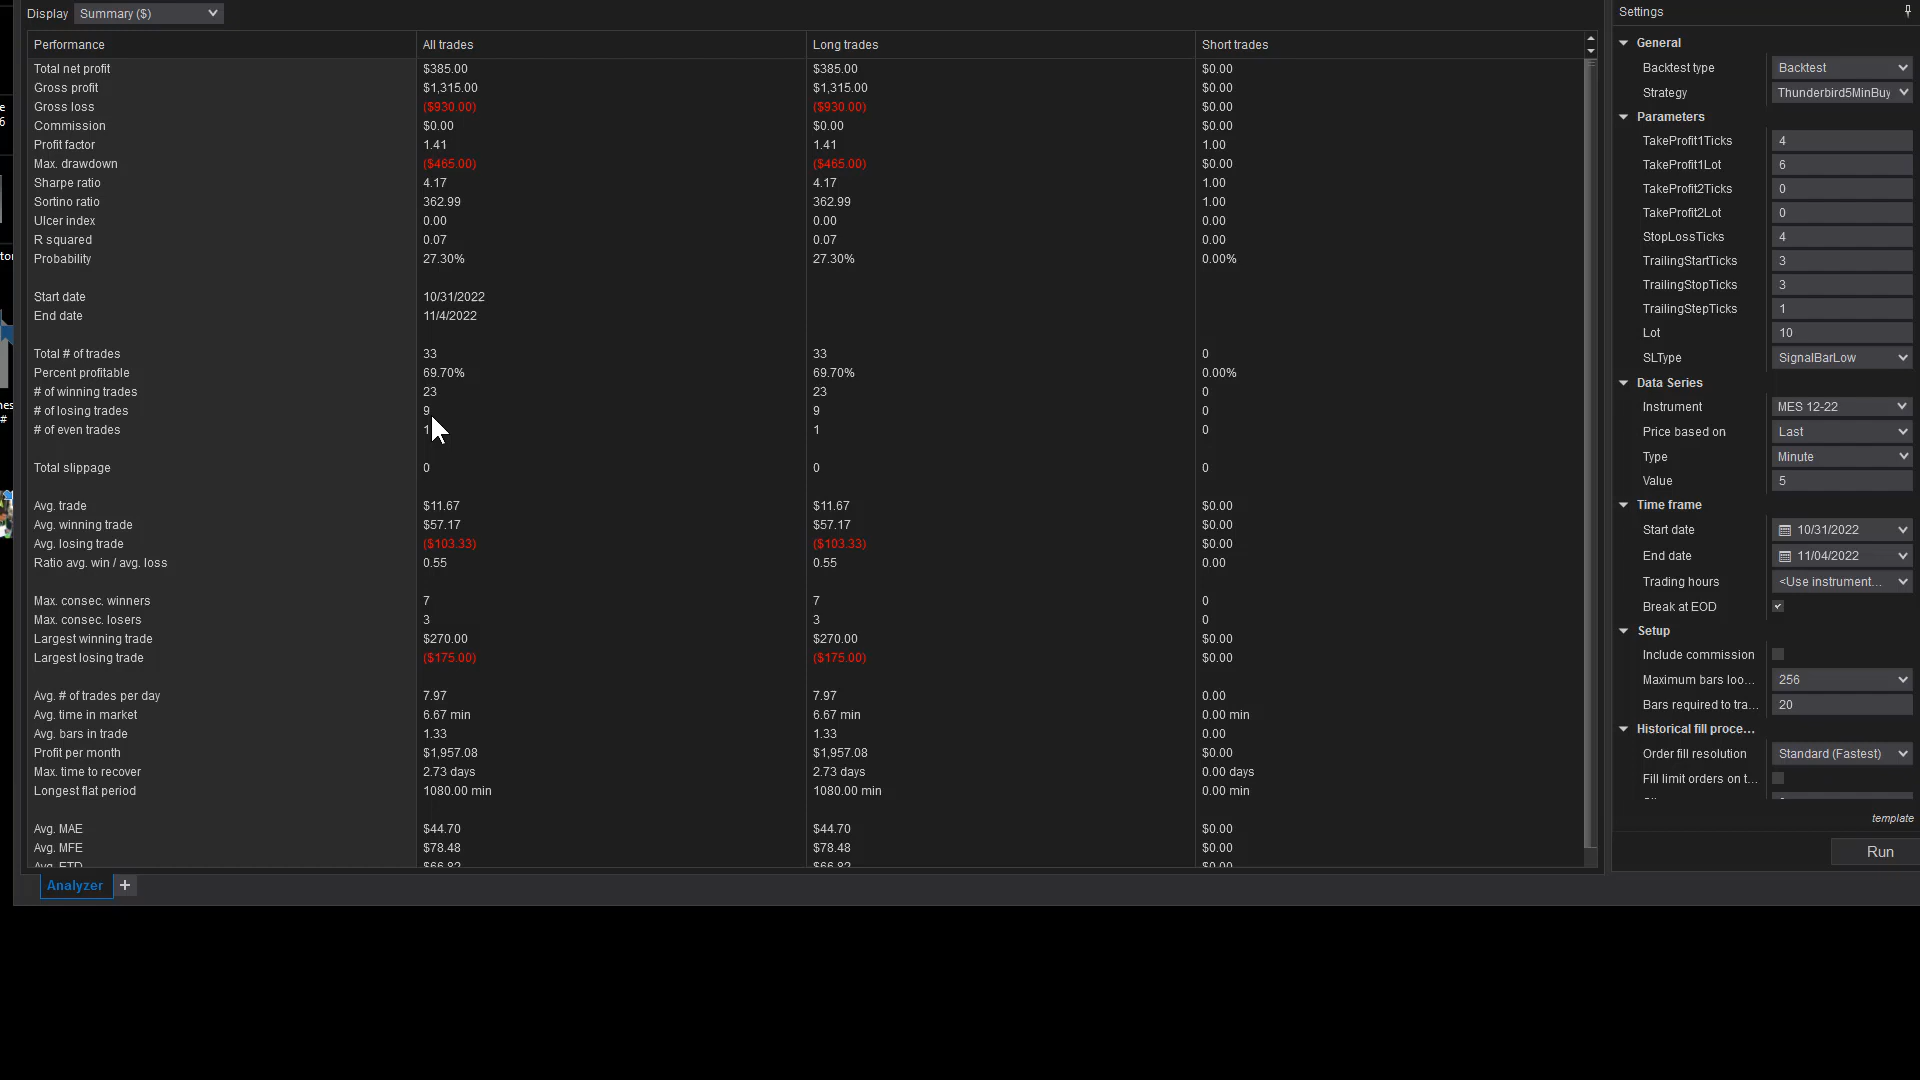 Display Summary ($)
Performance All trades Long trades Short trades
Total net profit $385.00 $385.00 $0.00
Gross profit $1,315.00 $1,315.00 $0.00
Gross loss ($930.00) ($930.00) $0.00
Commission $0.00 $0.00 $0.00
Profit factor 1.41 1.41 1.00
Max. drawdown ($465.00) ($465.00) $0.00
Sharpe ratio 4.17 4.17 1.00
Sortino ratio 362.99 362.99 1.00
Ulcer index 0.00 0.00 0.00
R squared 0.07 0.07 0.00
Probability 27.30% 27.30% 0.00%
Start date 10/31/2022
End date 11/4/2022
Total # of trades 33 33 0
Percent profitable 69.70% 69.70% 0.00%
# of winning trades 23 23 0
# of losing trades 9 9 0
# of even trades 1 1 0
Total slippage 0 0 0
Avg. trade $11.67 $11.67 $0.00
Avg. winning trade $57.17 $57.17 $0.00
Avg. losing trade ($103.33) ($103.33) $0.00
Ratio avg. win / avg. loss 0.55 0.55 0.00
Max. consec. winners 7 7 0
Max. consec. losers 3 3 0
Largest winning trade $270.00 $270.00 $0.00
Largest losing trade ($175.00) ($175.00) $0.00
Avg. # of trades per day 7.97 7.97 0.00
Avg. time in market 6.67 min 6.67 min 0.00 min
Avg. bars in trade 1.33 1.33 0.00
Profit per month $1,957.08 $1,957.08 $0.00
Max. time to recover 2.73 days 2.73 days 0.00 days
Longest flat period 1080.00 min 1080.00 min 0.00 min
Avg. MAE $44.70 $44.70 $0.00
Avg. MFE $78.48 $78.48 $0.00
Avg. ETD $66.82 $66.82 $0.00
Analyzer +
Settings
General
Backtest type Backtest
Strategy Thunderbird5MinBuy
Parameters
TakeProfit1Ticks 4
TakeProfit1Lot 6
TakeProfit2Ticks 0
TakeProfit2Lot 0
StopLossTicks 4
TrailingStartTicks 3
TrailingStopTicks 3
TrailingStepTicks 1
Lot 10
SLType SignalBarLow
Data Series
Instrument MES 12-22
Price based on Last
Type Minute
Value 5
Time frame
Start date 10/31/2022
End date 11/04/2022
Trading hours <Use instrument...
Break at EOD
Setup
Include commission
Maximum bars loo... 256
Bars required to tra... 20
Historical fill proce...
Order fill resolution Standard (Fastest)
Fill limit orders on t...
template
Run